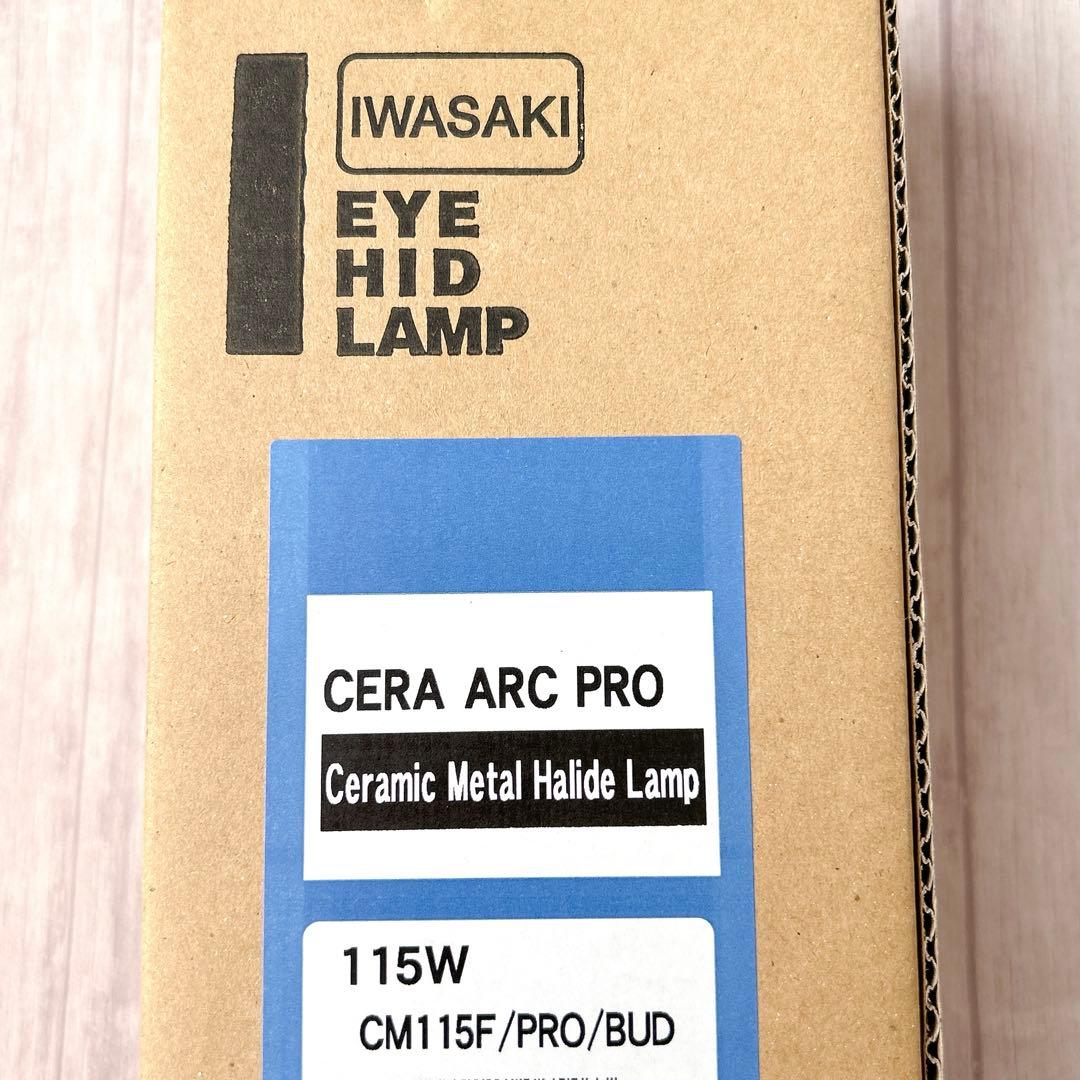 IWASAKI
EYE
HID
LAMP
CERA ARC PRO
Ceramic Metal Halide Lamp
115W
CM115F/PRO/BUD